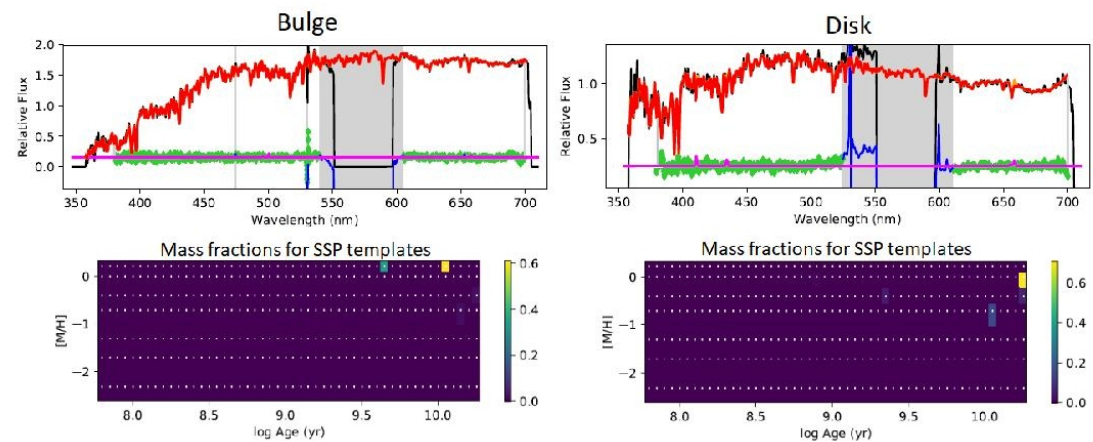 Bulge
Disk
2.0
1.5
1.0
0.5
0.0
Relative Flux
350 400 450 500 550 600 650 700
Wavelength (nm)
1.0
0.5
Relative Flux
350 400 450 500 550 600 650 700
Wavelength (nm)
Mass fractions for SSP templates
0
−1
−2
[M/H]
8.0 8.5 9.0 9.5 10.0
log Age (yr)
0.6
0.4
0.2
0.0
Mass fractions for SSP templates
0
−1
−2
[M/H]
8.0 8.5 9.0 9.5 10.0
log Age (yr)
0.6
0.4
0.2
0.0